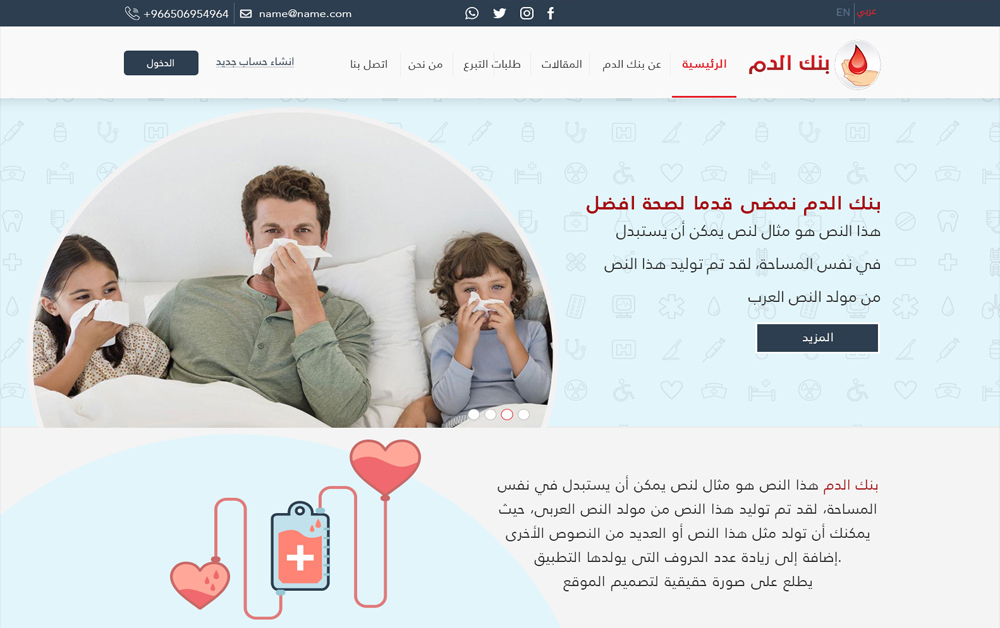 عربي EN
name@name.com +966506954964
بنك الدم الرئيسية عن بنك الدم المقالات طلبات التبرع من نحن اتصل بنا انشاء حساب جديد الدخول
بنك الدم نمضى قدما لصحة افضل
هذا النص هو مثال لنص يمكن أن يستبدل
في نفس المساحة، لقد تم توليد هذا النص
من مولد النص العرب
المزيد
بنك الدم هذا النص هو مثال لنص يمكن أن يستبدل في نفس
المساحة، لقد تم توليد هذا النص من مولد النص العربى، حيث
يمكنك أن تولد مثل هذا النص أو العديد من النصوص الأخرى
إضافة إلى زيادة عدد الحروف التى يولدها التطبيق.
يطلع على صورة حقيقية لتصميم الموقع